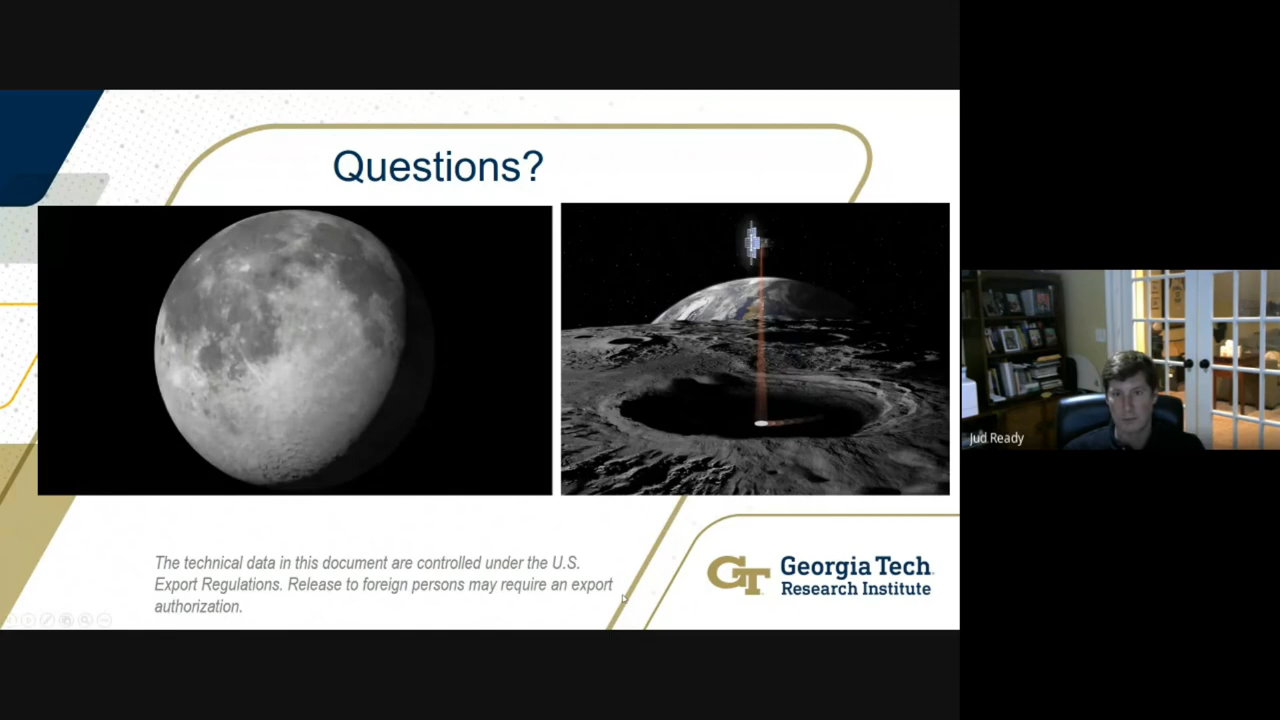 Questions?
The technical data in this document are controlled under the U.S.
Export Regulations. Release to foreign persons may require an export
authorization.
GT
Georgia Tech
Research Institute
Jud Ready